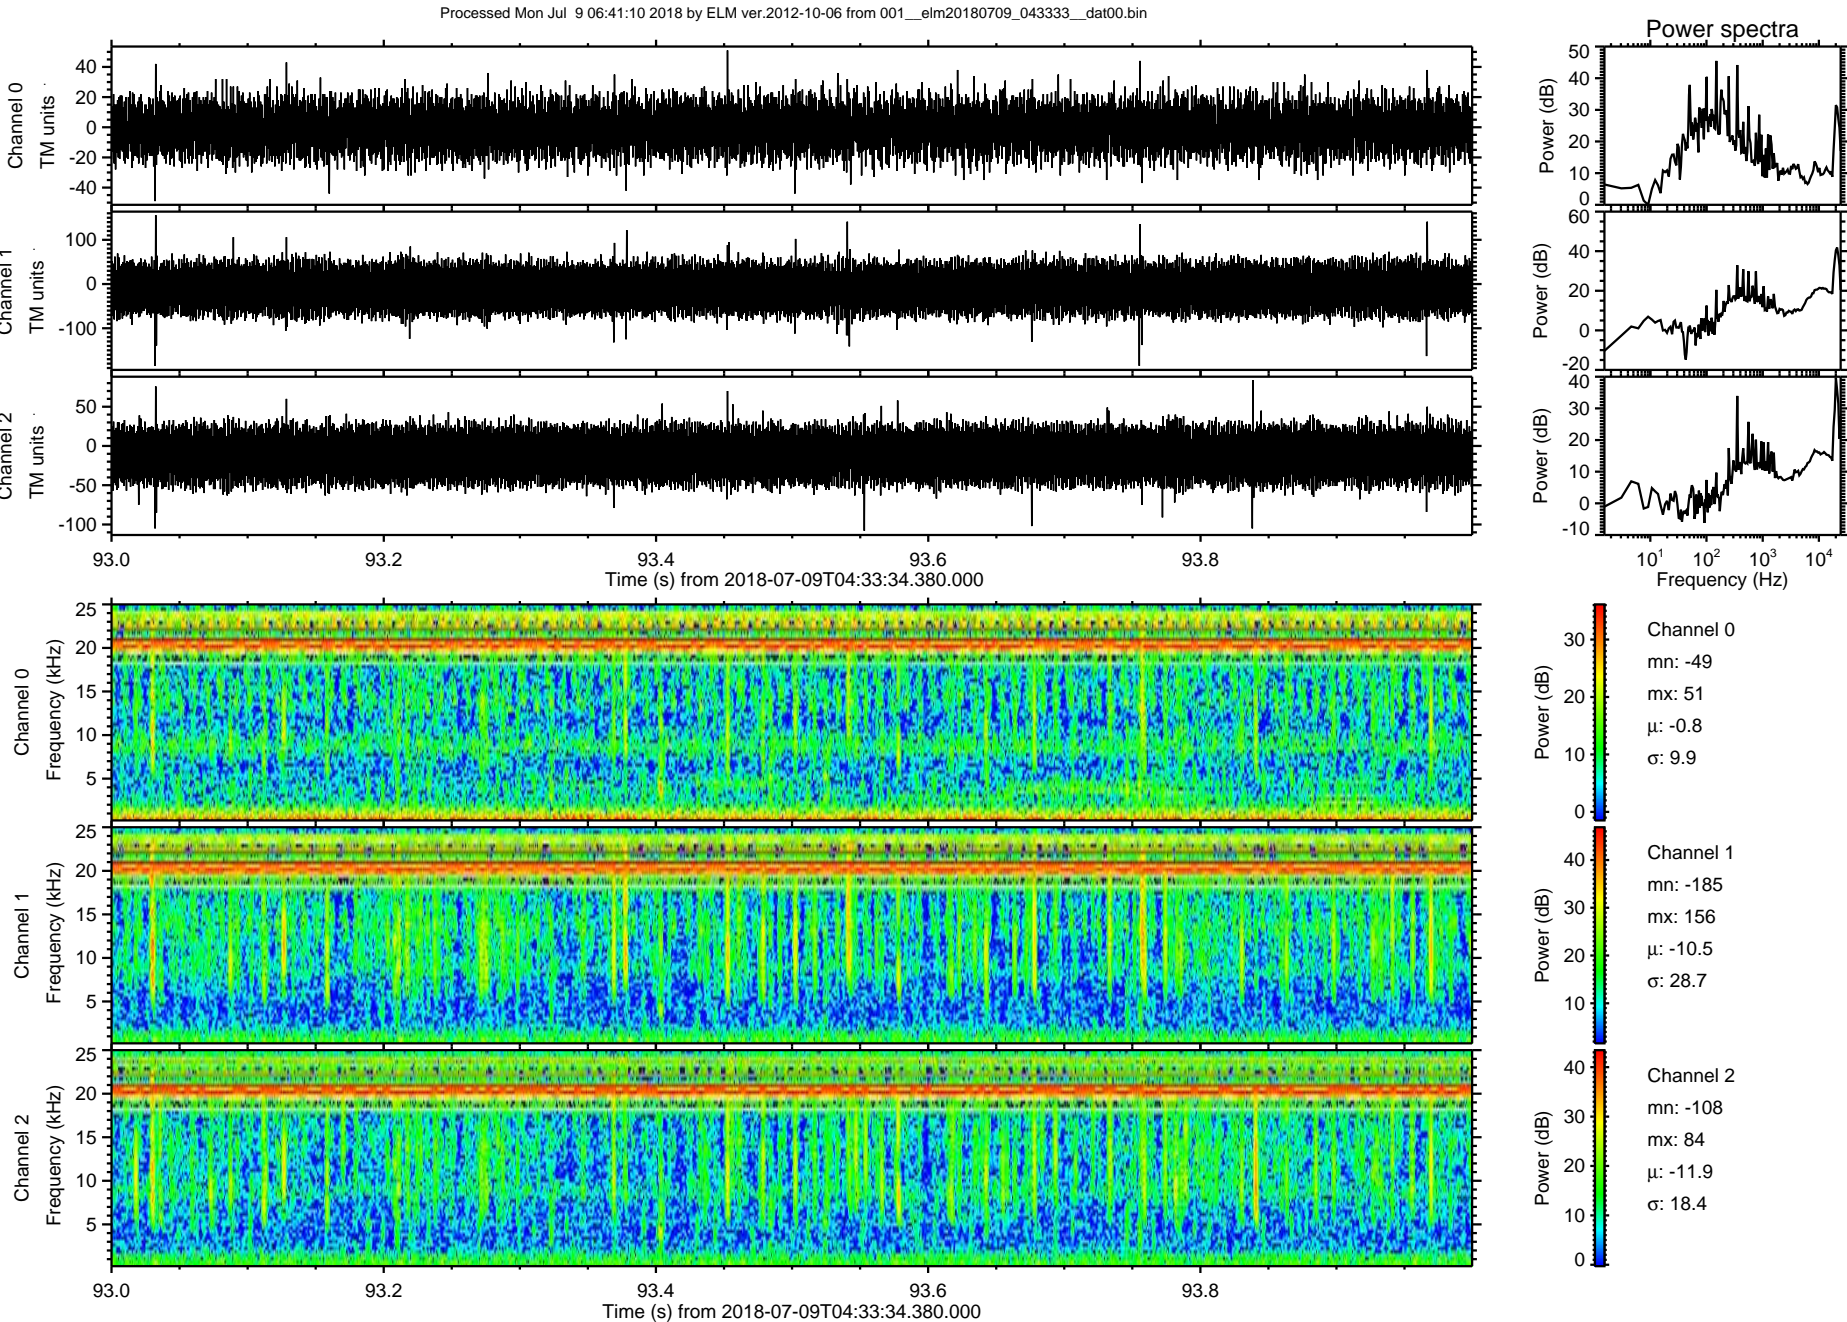 Processed Mon Jul 9 06:41:10 2018 by ELM ver.2012-10-06 from 001__elm20180709_043333__dat00.bin
Power spectra
Channel 0
TM units
40
20
0
-20
-40
Power (dB)
50
40
30
20
10
0
Channel 1
TM units
100
0
-100
Power (dB)
60
40
20
0
-20
Channel 2
TM units
50
0
-50
-100
Power (dB)
40
30
20
10
0
-10
93.0 93.2 93.4 93.6 93.8
Time (s) from 2018-07-09T04:33:34.380.000
10^1 10^2 10^3 10^4
Frequency (Hz)
Channel 0
Frequency (kHz)
25
20
15
10
5
Power (dB)
30
20
10
0
Channel 0
mn: -49
mx: 51
μ: -0.8
σ: 9.9
Channel 1
Frequency (kHz)
25
20
15
10
5
Power (dB)
40
30
20
10
Channel 1
mn: -185
mx: 156
μ: -10.5
σ: 28.7
Channel 2
Frequency (kHz)
25
20
15
10
5
Power (dB)
40
30
20
10
0
Channel 2
mn: -108
mx: 84
μ: -11.9
σ: 18.4
93.0 93.2 93.4 93.6 93.8
Time (s) from 2018-07-09T04:33:34.380.000